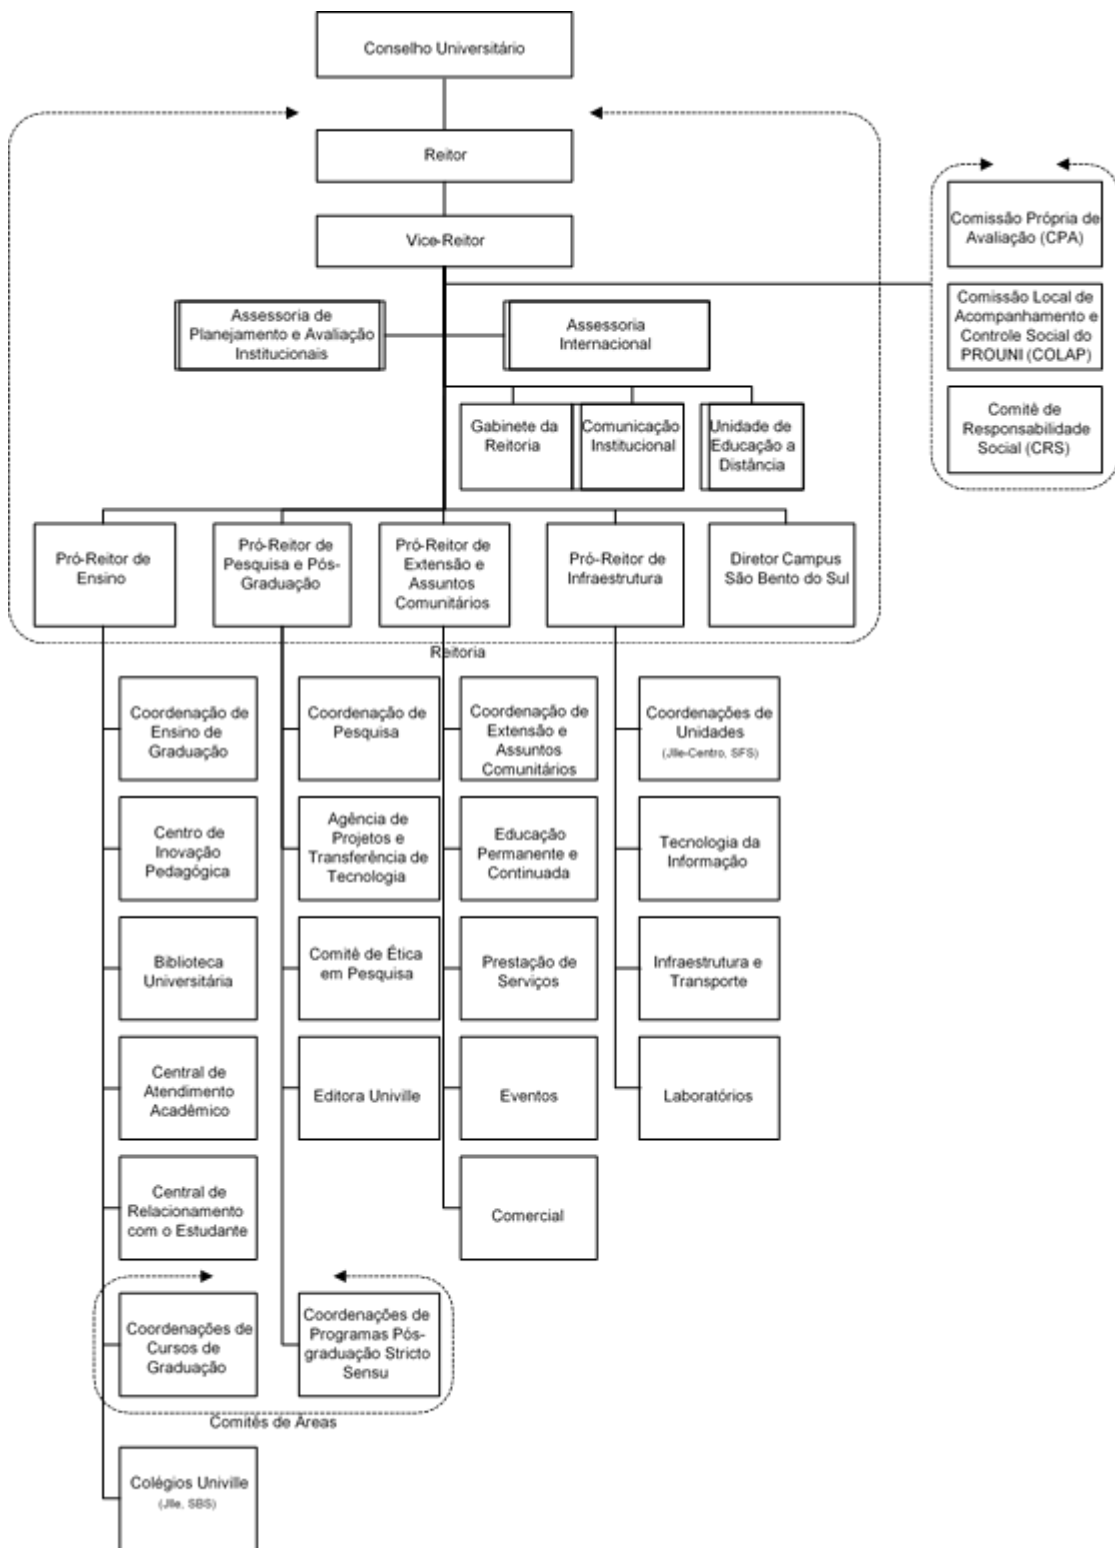 Conselho Universitário
Reitor
Vice-Reitor
Comissão Própria de
Avaliação (CPA)
Comissão Local de
Acompanhamento e
Controle Social do
PROUNI (COLAP)
Comitê de
Responsabilidade
Social (CRS)
Assessoria de
Planejamento e Avaliação
Institucionais
Assessoria
Internacional
Gabinete da
Reitoria
Comunicação
Institucional
Unidade de
Educação a
Distância
Pró-Reitor de
Ensino
Pró-Reitor de
Pesquisa e Pós-
Graduação
Pró-Reitor de
Extensão e
Assuntos
Comunitários
Pró-Reitor de
Infraestrutura
Diretor Campus
São Bento do Sul
Reitoria
Coordenação de
Ensino de
Graduação
Centro de
Inovação
Pedagógica
Biblioteca
Universitária
Central de
Atendimento
Acadêmico
Central de
Relacionamento
com o Estudante
Coordenações de
Cursos de
Graduação
Colégios Univille
(Jlle, SBS)
Coordenação de
Pesquisa
Agência de
Projetos e
Transferência de
Tecnologia
Comitê de Ética
em Pesquisa
Editora Univille
Coordenações de
Programas Pós-
graduação Stricto
Sensu
Comitês de Áreas
Coordenação de
Extensão e
Assuntos
Comunitários
Educação
Permanente e
Continuada
Prestação de
Serviços
Eventos
Comercial
Coordenações de
Unidades
(Jlle-Centro, SFS)
Tecnologia da
Informação
Infraestrutura e
Transporte
Laboratórios